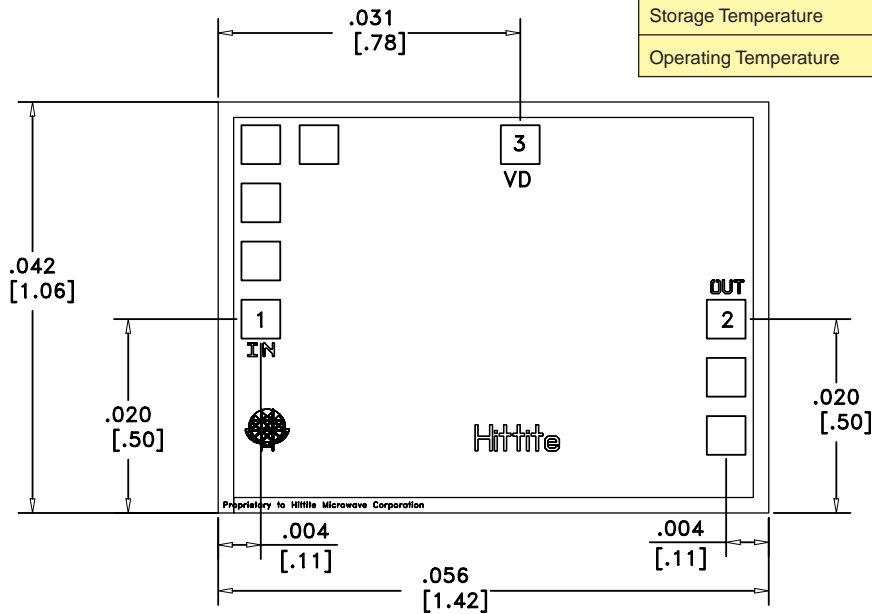 Storage Temperature
Operating Temperature
.031
[.78]
3
VD
.042
[1.06]
OUT
1
2
IN
.020
[.50]
.020
[.50]
Hittite
Proprietary to Hittite Microwave Corporation
.004
[.11]
.004
[.11]
.056
[1.42]